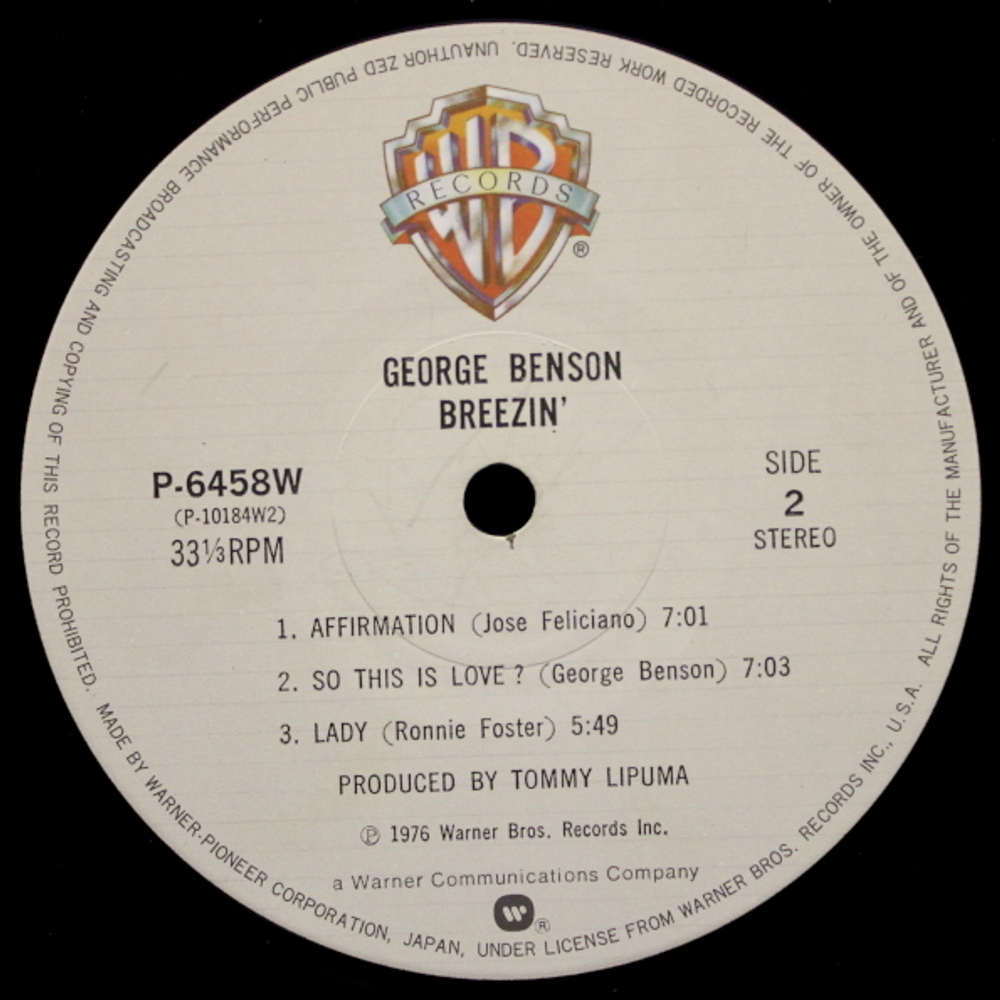 WB
RECORDS
®
GEORGE BENSON
BREEZIN'
P-6458W
(P-10184W2)
33⅓RPM
SIDE
2
STEREO
1. AFFIRMATION (Jose Feliciano) 7:01
2. SO THIS IS LOVE ? (George Benson) 7:03
3. LADY (Ronnie Foster) 5:49
PRODUCED BY TOMMY LIPUMA
℗ 1976 Warner Bros. Records Inc.
a Warner Communications Company
W ®
MADE BY WARNER-PIONEER CORPORATION, JAPAN, UNDER LICENSE FROM WARNER BROS. RECORDS INC., U.S.A. ALL RIGHTS OF THE MANUFACTURER AND OF THE OWNER OF THE RECORDED WORK RESERVED. UNAUTHOR ZED PUBLIC PERFORMANCE BROADCASTING AND COPYING OF THIS RECORD PROHIBITED.